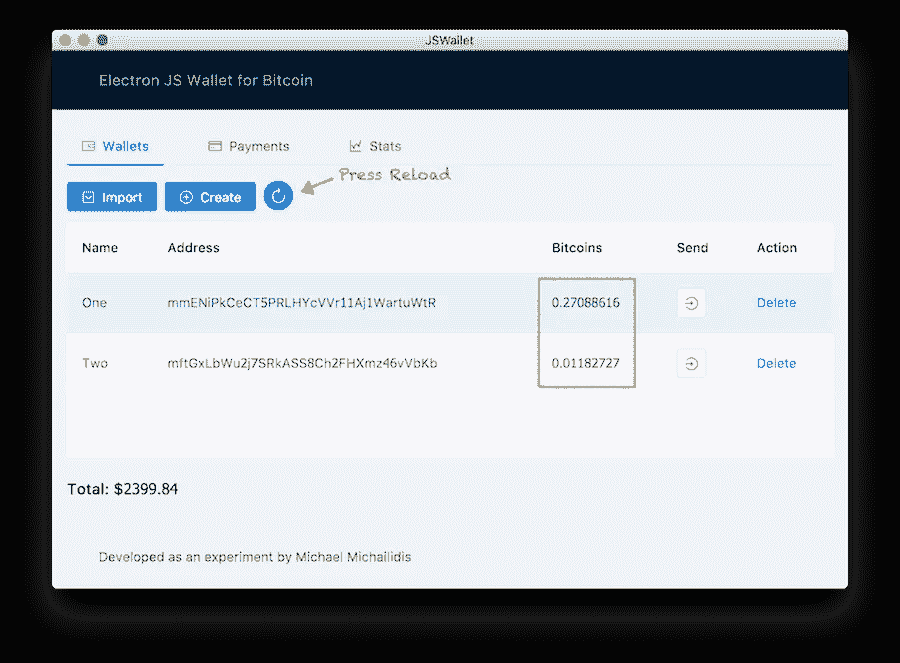 JSWallet
Electron JS Wallet for Bitcoin
Wallets Payments Stats
Press Reload
Import Create
Name Address Bitcoins Send Action
One mmENiPkCeCT5PRLHYcVVr11Aj1WartuWtR 0.27088616 Delete
Two mftGxLbWu2j7SRkASS8Ch2FHXmz46vVbKb 0.01182727 Delete
Total: $2399.84
Developed as an experiment by Michael Michailidis